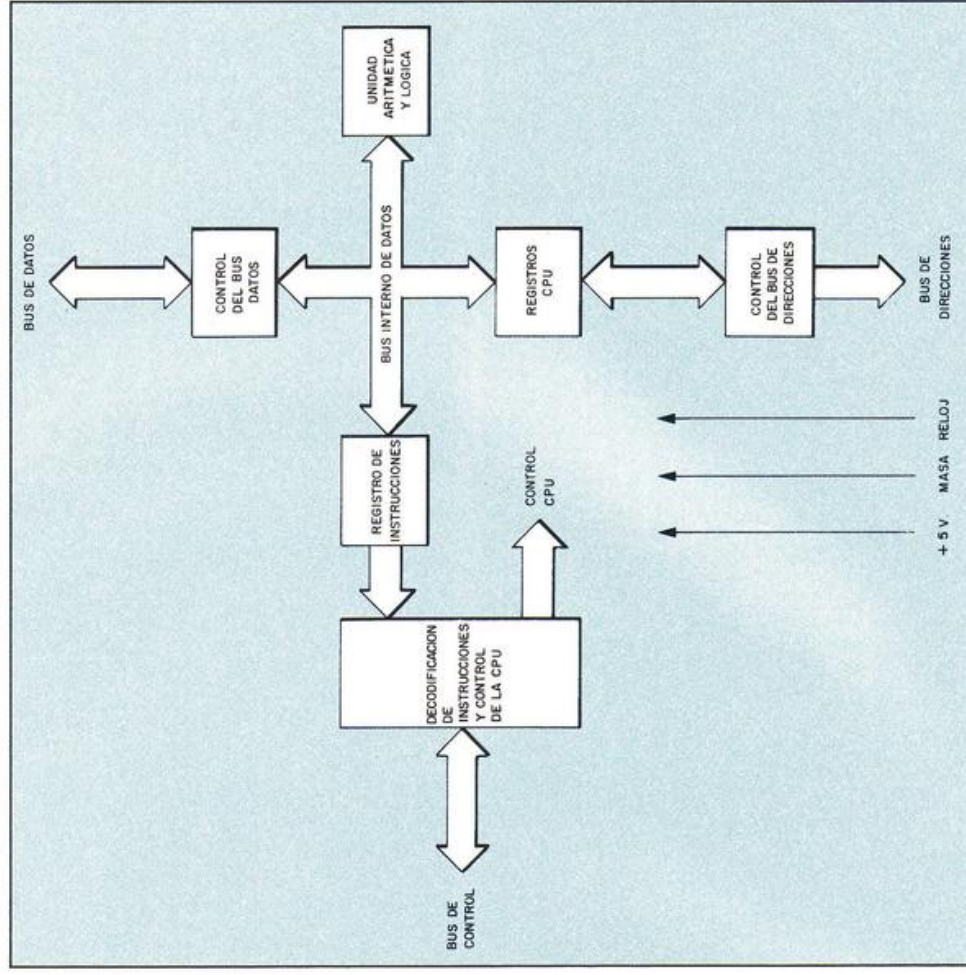 BUS DE DATOS
CONTROL
DEL BUS
DATOS
REGISTRO DE
INSTRUCCIONES
BUS INTERNO DE DATOS
UNIDAD
ARITMETICA
Y LOGICA
BUS DE
CONTROL
DECODIFICACION
DE
INSTRUCCIONES
Y CONTROL
DE LA CPU
CONTROL
CPU
REGISTROS
CPU
CONTROL
DEL BUS DE
DIRECCIONES
+ 5 V. MASA RELOJ
BUS DE
DIRECCIONES